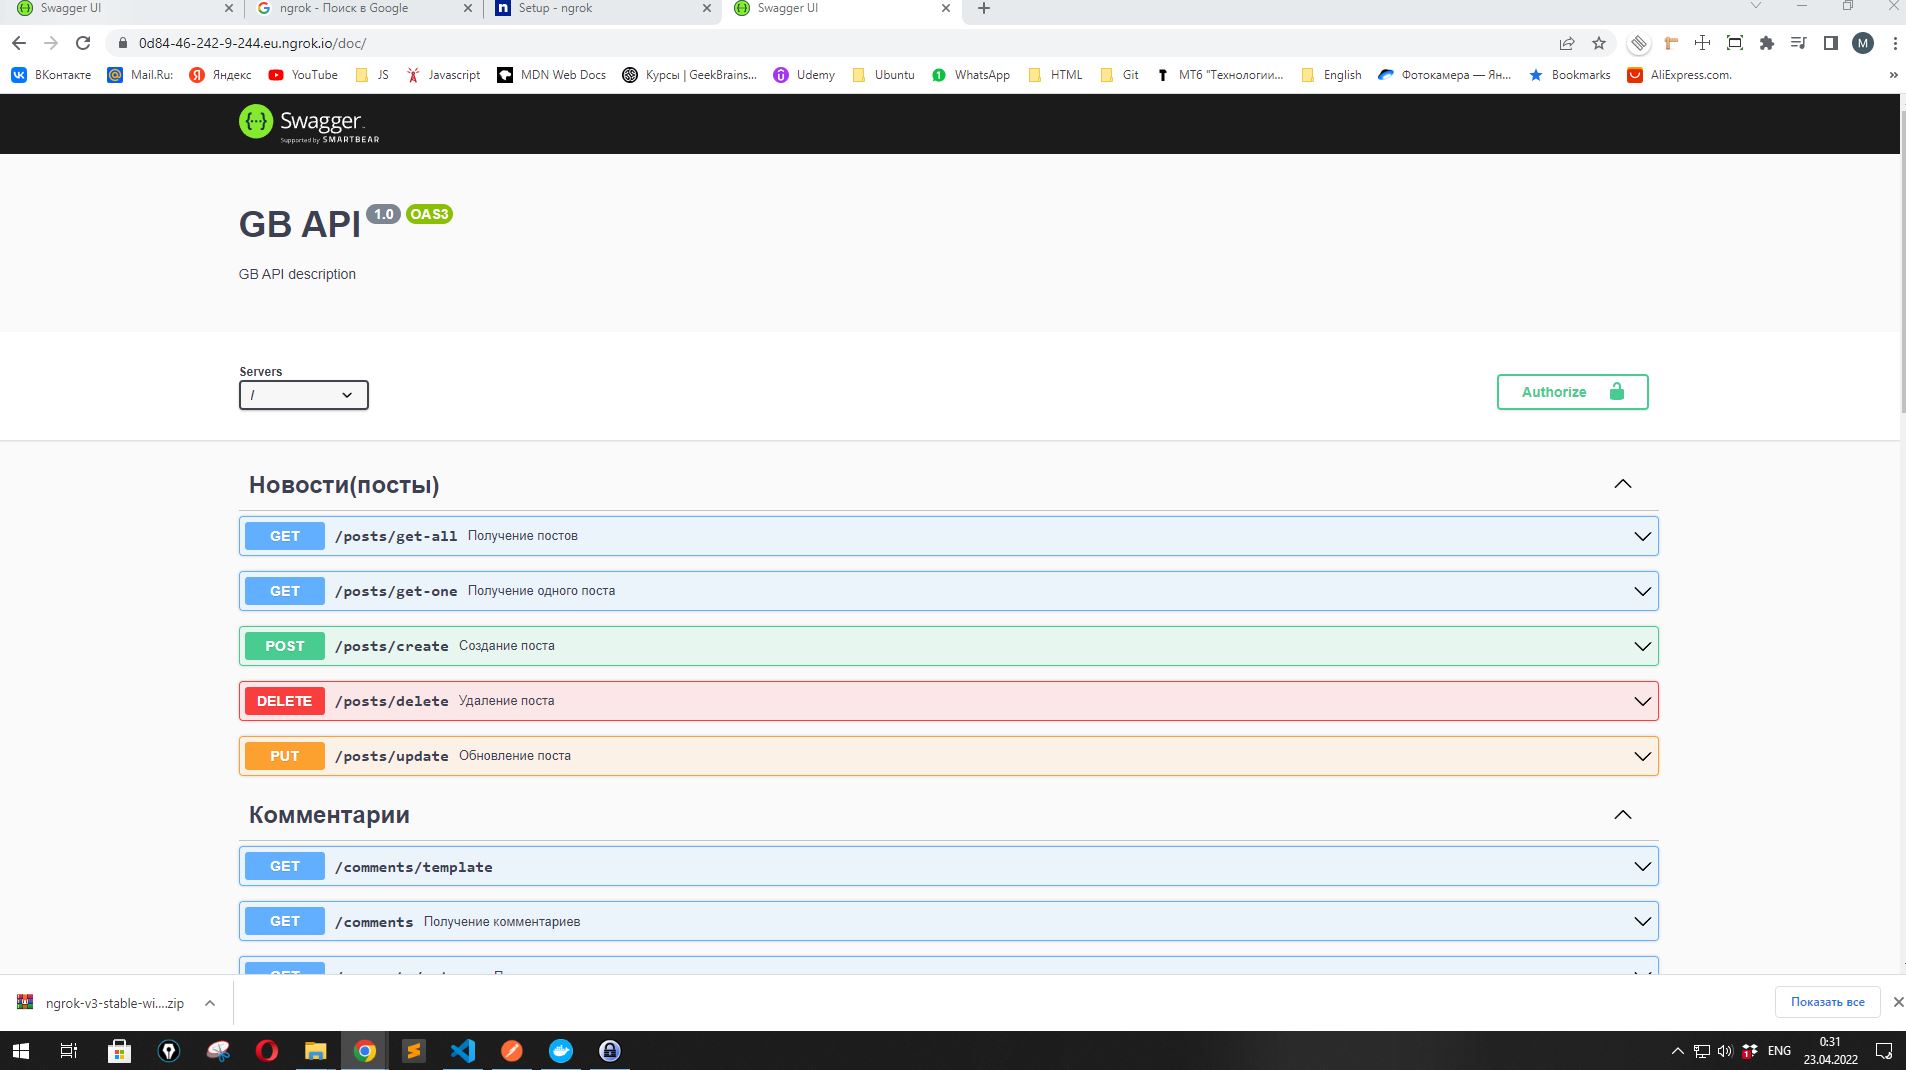 Swagger UI
ngrok - Поиск в Google
Setup - ngrok
Swagger UI
0d84-46-242-9-244.eu.ngrok.io/doc/
M
ВКонтакте
Mail.Ru:
Яндекс
YouTube
JS
Javascript
MDN Web Docs
Курсы | GeekBrains...
Udemy
Ubuntu
WhatsApp
HTML
Git
МТ6 "Технологии...
English
Фотокамера — Ян...
Bookmarks
AliExpress.com.
Swagger
Supported by SMARTBEAR
GB API 1.0 OAS3
GB API description
Servers
/
Authorize
Новости(посты)
GET /posts/get-all Получение постов
GET /posts/get-one Получение одного поста
POST /posts/create Создание поста
DELETE /posts/delete Удаление поста
PUT /posts/update Обновление поста
Комментарии
GET /comments/template
GET /comments Получение комментариев
GET
ngrok-v3-stable-wi....zip
Показать все
ENG
0:31
23.04.2022